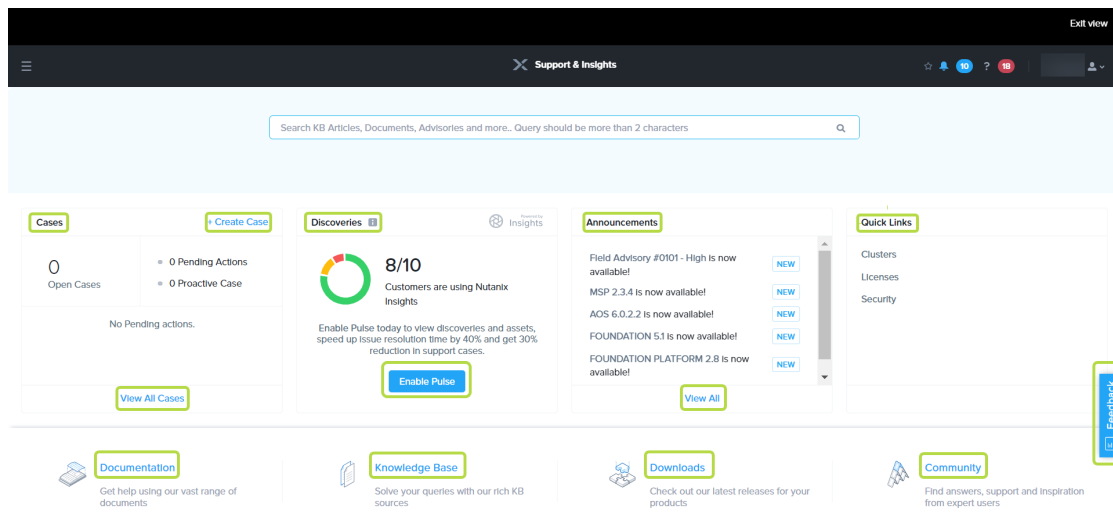 Exit view
Support & Insights
10
?
18
Search KB Articles, Documents, Advisories and more.. Query should be more than 2 characters
Cases
+ Create Case
0
Open Cases
0 Pending Actions
0 Proactive Case
No Pending actions.
View All Cases
Discoveries
Powered by
Insights
8/10
Customers are using Nutanix
Insights
Enable Pulse today to view discoveries and assets,
speed up issue resolution time by 40% and get 30%
reduction in support cases.
Enable Pulse
Announcements
Field Advisory #0101 - High is now
available!
NEW
MSP 2.3.4 is now available!
NEW
AOS 6.0.2.2 is now available!
NEW
FOUNDATION 5.1 is now available!
NEW
FOUNDATION PLATFORM 2.8 is now
available!
NEW
View All
Quick Links
Clusters
Licenses
Security
Feedback
Documentation
Get help using our vast range of
documents
Knowledge Base
Solve your queries with our rich KB
sources
Downloads
Check out our latest releases for your
products
Community
Find answers, support and inspiration
from expert users